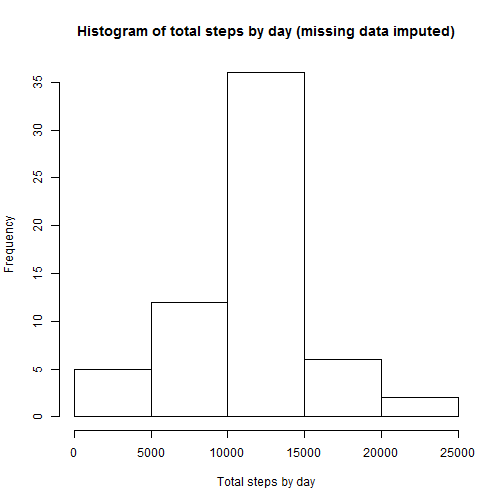 Histogram of total steps by day (missing data imputed)
Frequency
35
30
25
20
15
10
5
0
0 5000 10000 15000 20000 25000
Total steps by day